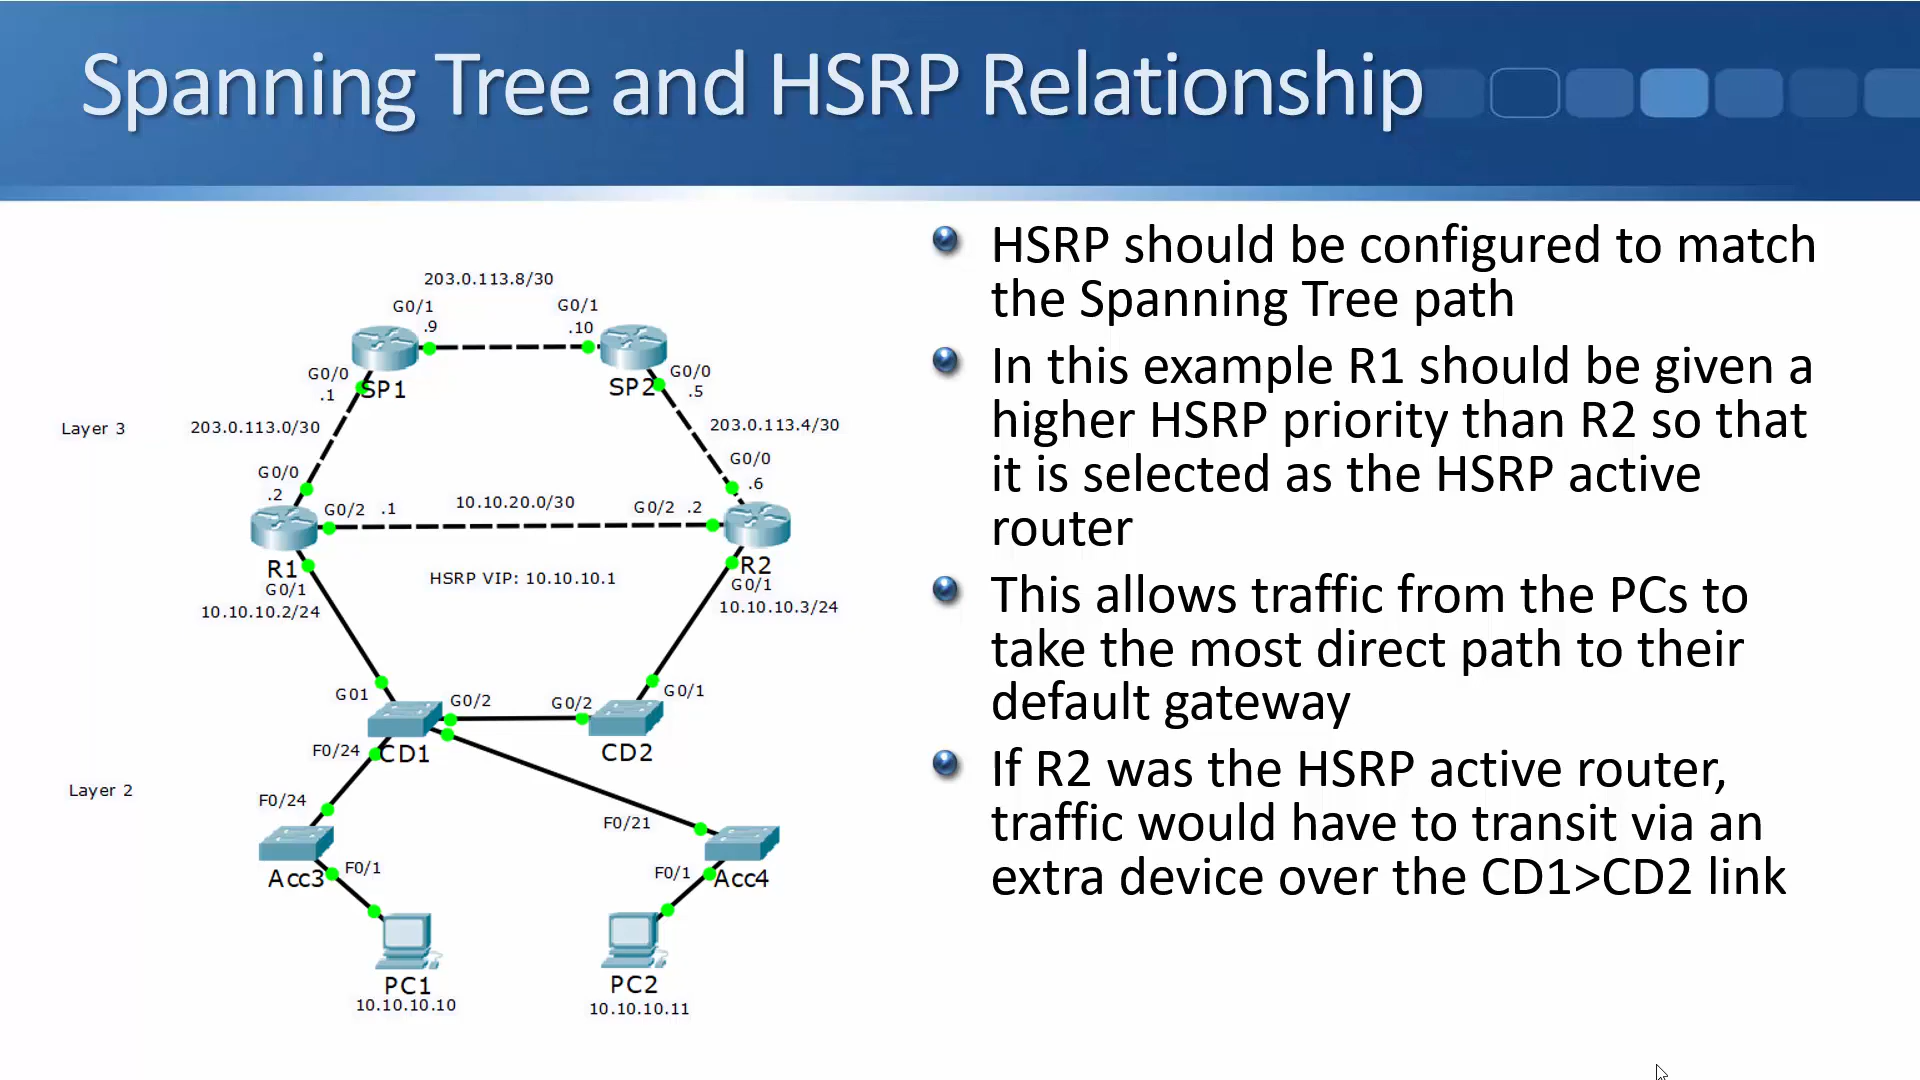 Spanning Tree and HSRP Relationship
203.0.113.8/30
G0/1
G0/1
.9
.10
SP1
SP2
G0/0
.1
G0/0
.5
Layer 3
203.0.113.0/30
203.0.113.4/30
G0/0
.2
G0/0
.6
G0/2 .1
10.10.20.0/30
G0/2 .2
R1
R2
G0/1
10.10.10.2/24
HSRP VIP: 10.10.10.1
G0/1
10.10.10.3/24
G01
G0/2
G0/2
G0/1
CD1
CD2
F0/24
Layer 2
F0/24
F0/21
Acc3
F0/1
F0/1
Acc4
PC1
10.10.10.10
PC2
10.10.10.11
HSRP should be configured to match
the Spanning Tree path
In this example R1 should be given a
higher HSRP priority than R2 so that
it is selected as the HSRP active
router
This allows traffic from the PCs to
take the most direct path to their
default gateway
If R2 was the HSRP active router,
traffic would have to transit via an
extra device over the CD1>CD2 link